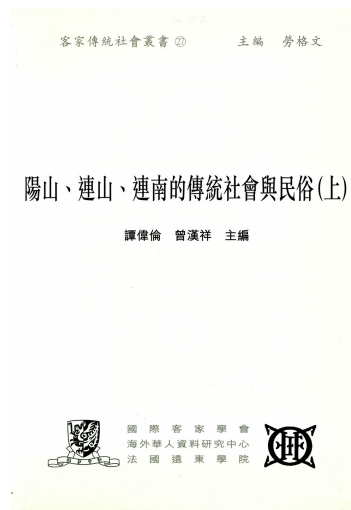 客家傳統社會叢書㉗ 主編 勞格文
陽山、連山、連南的傳統社會與民俗(上)
譚偉倫 曾漢祥 主編
國際客家學會
海外華人資料研究中心
法國遠東學院